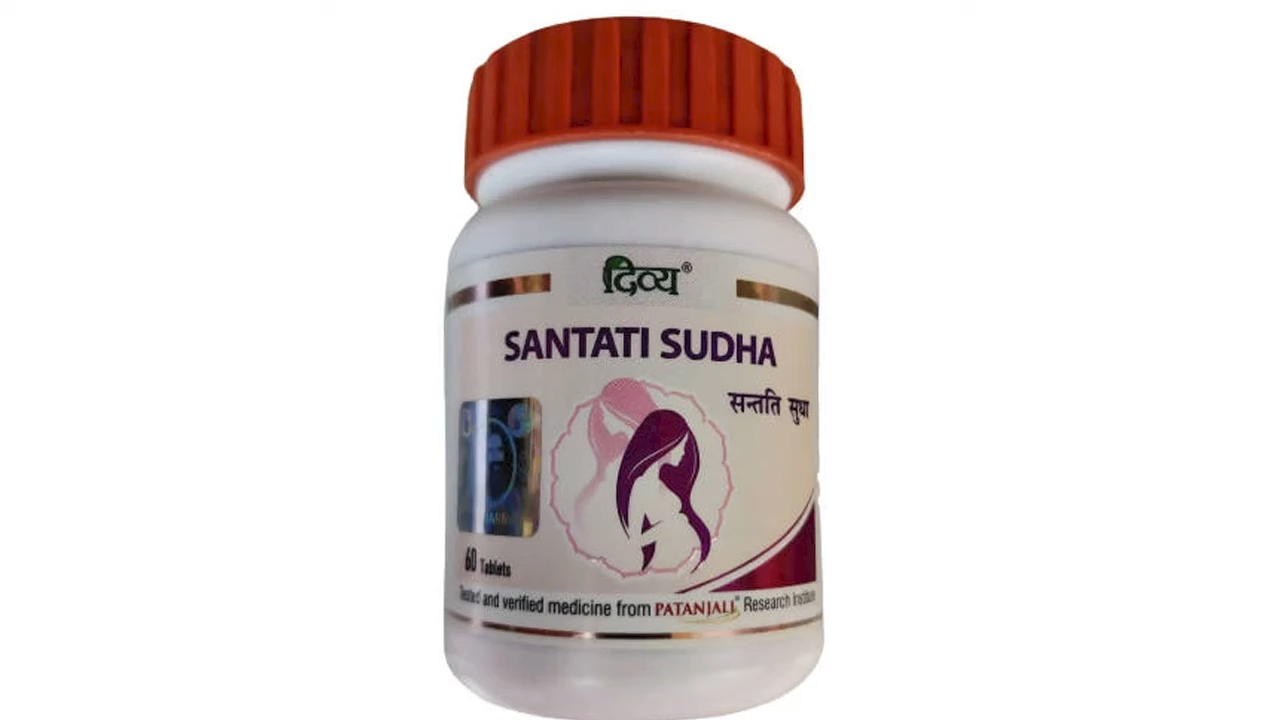 दिव्य®
SANTATI SUDHA
सन्तति सुधा
60 Tablets
Tested and verified medicine from PATANJALI® Research Institute